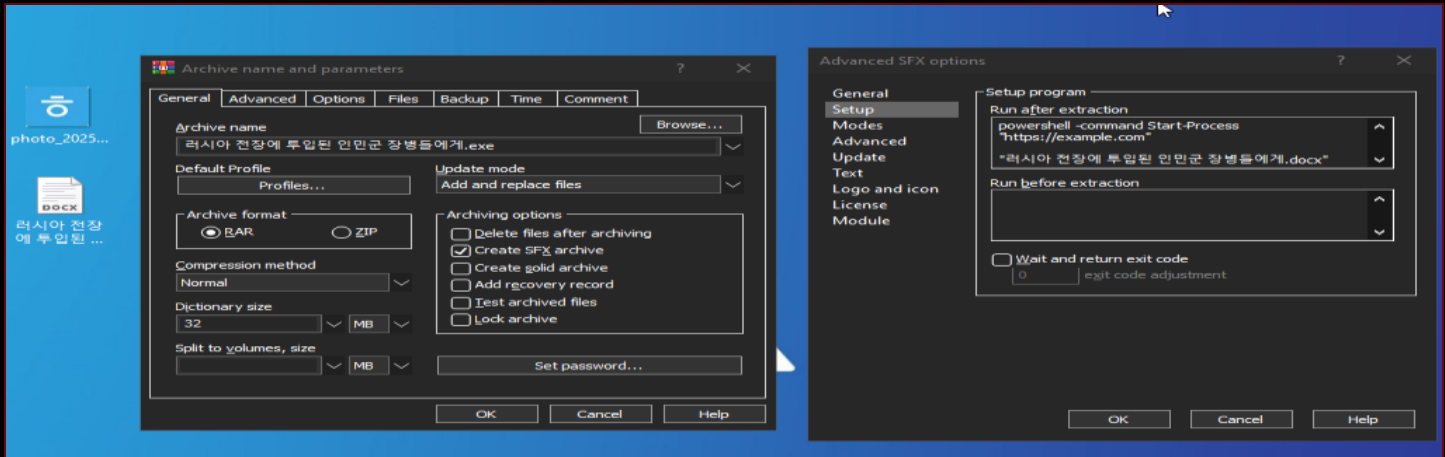 Archive name and parameters
?
General
Advanced
Options
Files
Backup
Time
Comment
Archive name
Browse...
러시아 전장에 투입된 인민군 장병들에게.exe
Default Profile
Profiles...
Update mode
Add and replace files
Archive format
RAR
ZIP
Compression method
Normal
Dictionary size
32
MB
Split to volumes, size
MB
Archiving options
Delete files after archiving
Create SFX archive
Create solid archive
Add recovery record
Test archived files
Lock archive
Set password...
OK
Cancel
Help
ㅎ
photo_2025...
DOCX
러시아 전장
에 투입된 ...
Advanced SFX options
?
General
Setup
Modes
Advanced
Update
Text
Logo and icon
License
Module
Setup program
Run after extraction
powershell -command Start-Process
"https://example.com"
"러시아 전장에 투입된 인민군 장병들에게.docx"
Run before extraction
Wait and return exit code
0
exit code adjustment
OK
Cancel
Help